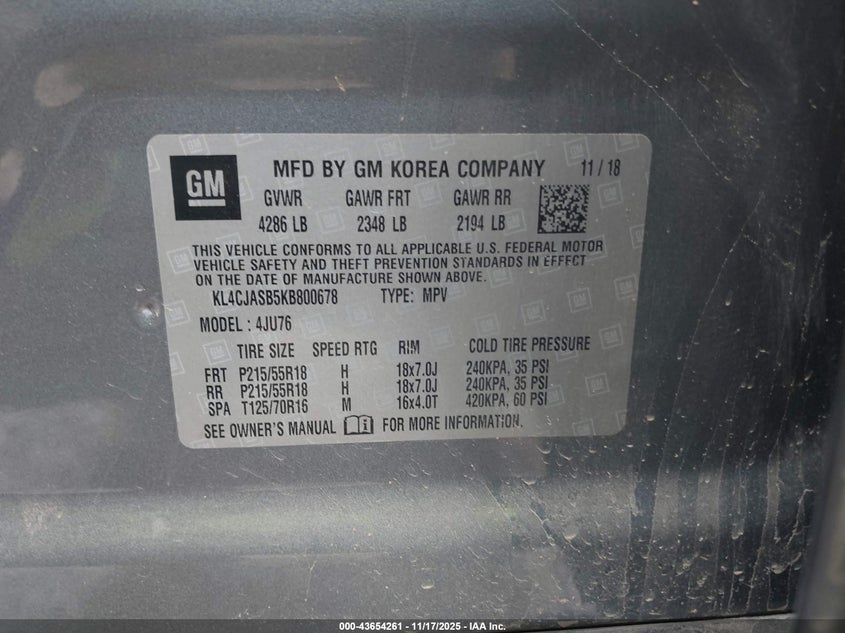 GM
MFD BY GM KOREA COMPANY 11 / 18
GVWR GAWR FRT GAWR RR
4286 LB 2348 LB 2194 LB
THIS VEHICLE CONFORMS TO ALL APPLICABLE U.S. FEDERAL MOTOR
VEHICLE SAFETY AND THEFT PREVENTION STANDARDS IN EFFECT
ON THE DATE OF MANUFACTURE SHOWN ABOVE.
KL4CJASB5KB800678 TYPE: MPV
MODEL : 4JU76
TIRE SIZE SPEED RTG RIM COLD TIRE PRESSURE
FRT P215/55R18 H 18x7.0J 240KPA, 35 PSI
RR P215/55R18 H 18x7.0J 240KPA, 35 PSI
SPA T125/70R16 M 16x4.0T 420KPA, 60 PSI
SEE OWNER'S MANUAL i FOR MORE INFORMATION.
000-43654261 - 11/17/2025 - IAA Inc.